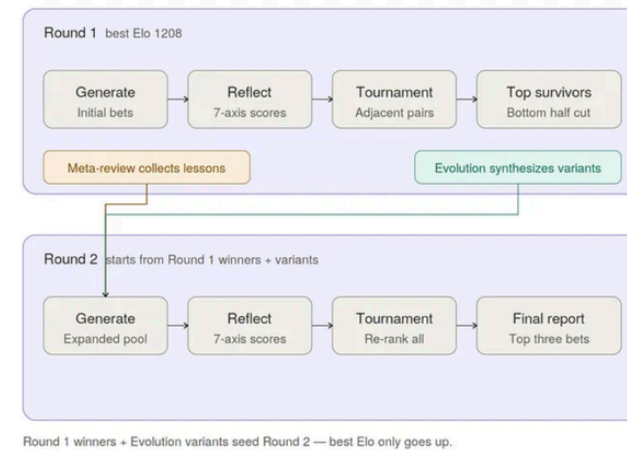 Round 1 best Elo 1208
Generate
Initial bets
Reflect
7-axis scores
Tournament
Adjacent pairs
Top survivors
Bottom half cut
Meta-review collects lessons
Evolution synthesizes variants
Round 2 starts from Round 1 winners + variants
Generate
Expanded pool
Reflect
7-axis scores
Tournament
Re-rank all
Final report
Top three bets
Round 1 winners + Evolution variants seed Round 2 — best Elo only goes up.